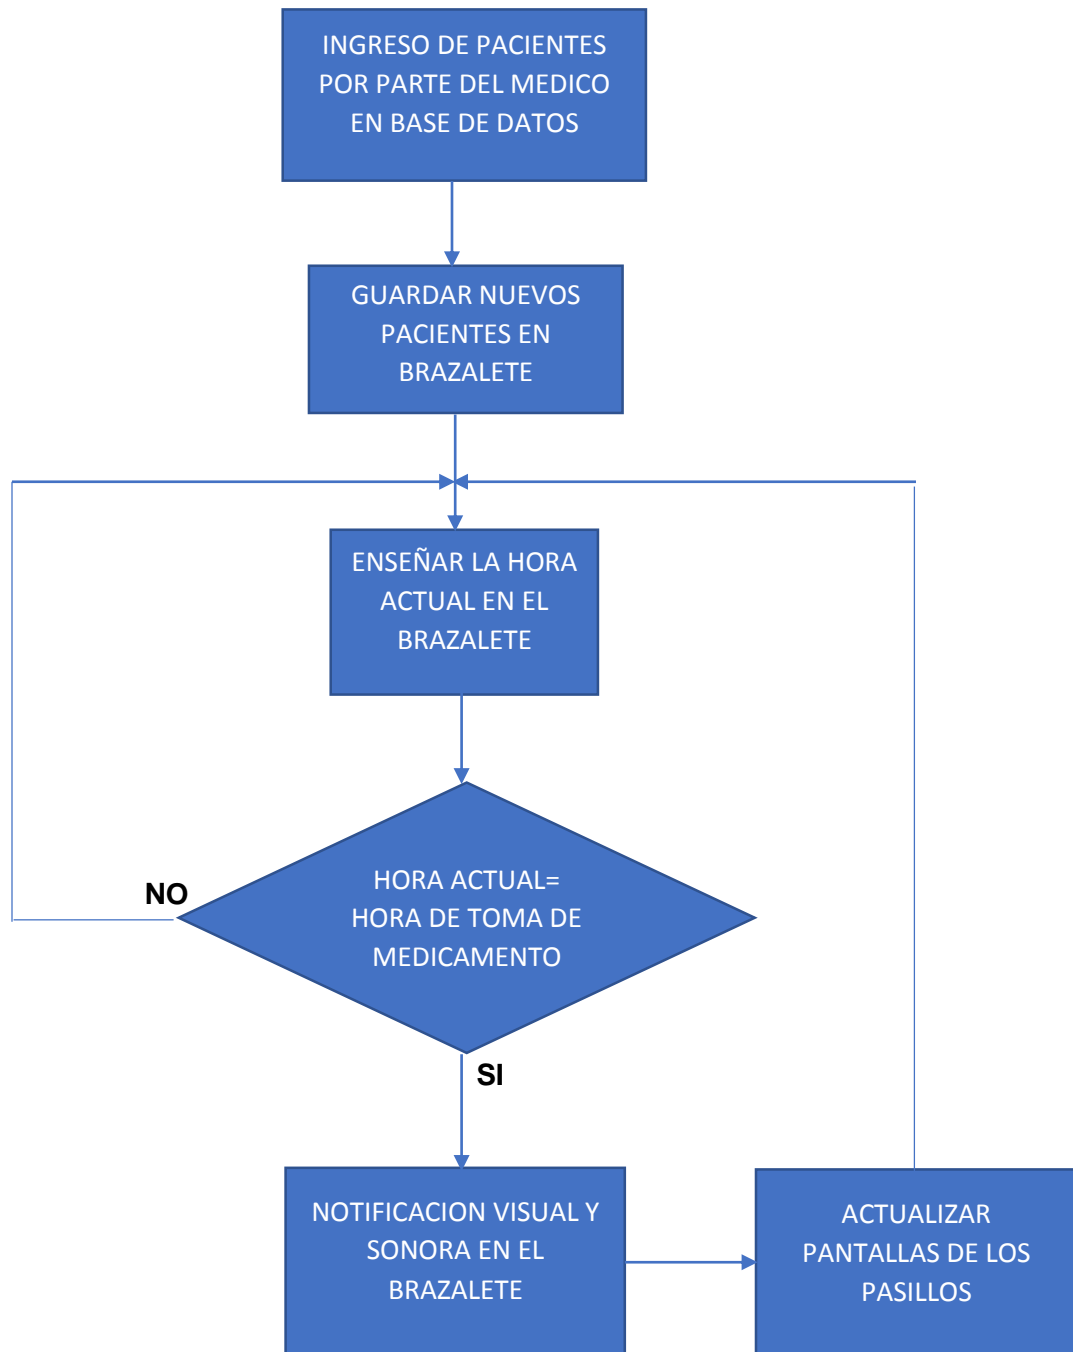 INGRESO DE PACIENTES
POR PARTE DEL MEDICO
EN BASE DE DATOS
GUARDAR NUEVOS
PACIENTES EN
BRAZALETE
ENSEÑAR LA HORA
ACTUAL EN EL
BRAZALETE
HORA ACTUAL=
HORA DE TOMA DE
MEDICAMENTO
NO
SI
NOTIFICACION VISUAL Y
SONORA EN EL
BRAZALETE
ACTUALIZAR
PANTALLAS DE LOS
PASILLOS